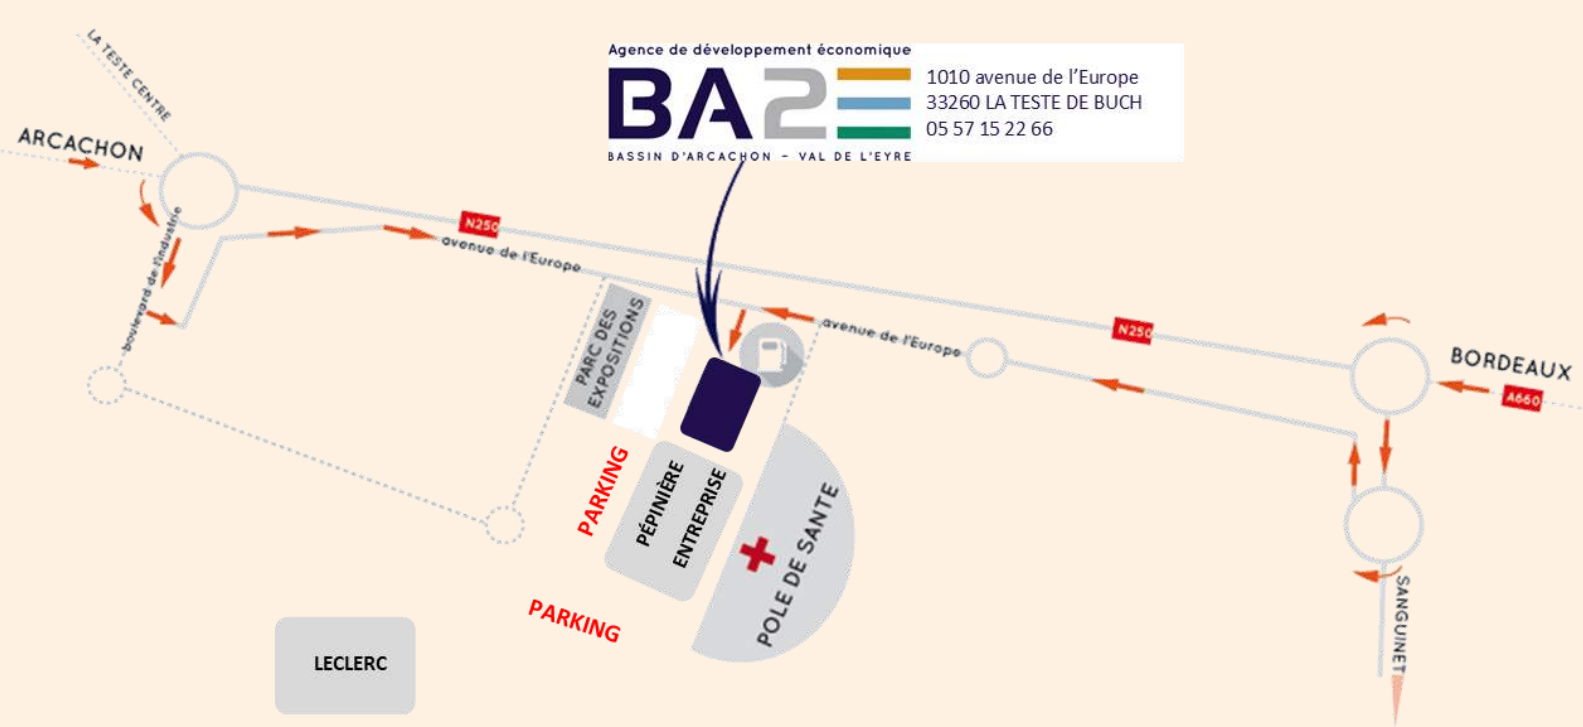 LA TESTE CENTRE
ARCACHON
Agence de développement économique
BA2E
BASSIN D'ARCACHON – VAL DE L'EYRE
1010 avenue de l'Europe
33260 LA TESTE DE BUCH
05 57 15 22 66
boulevard de l'industrie
N250
avenue de l'Europe
PARC DES
EXPOSITIONS
avenue de l'Europe
N250
BORDEAUX
A660
PARKING
PÉPINIÈRE
ENTREPRISE
POLE DE SANTE
PARKING
LECLERC
SANGUINET